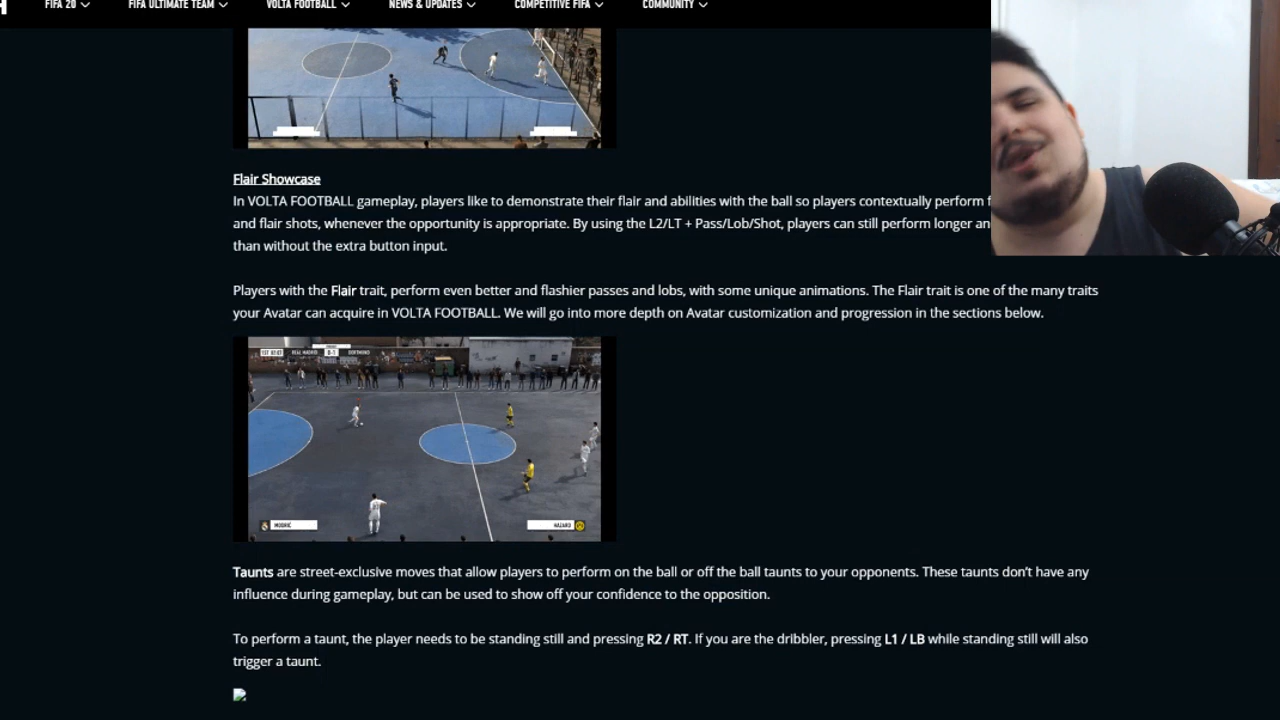 FIFA 20 FIFA ULTIMATE TEAM VOLTA FOOTBALL NEWS & UPDATES COMPETITIVE FIFA COMMUNITY
Flair Showcase
In VOLTA FOOTBALL gameplay, players like to demonstrate their flair and abilities with the ball so players contextually perform f
and flair shots, whenever the opportunity is appropriate. By using the L2/LT + Pass/Lob/Shot, players can still perform longer an
than without the extra button input.
Players with the Flair trait, perform even better and flashier passes and lobs, with some unique animations. The Flair trait is one of the many traits
your Avatar can acquire in VOLTA FOOTBALL. We will go into more depth on Avatar customization and progression in the sections below.
1ST REAL MADRID 0-1 DORTMUND
MODRIĆ HAZARD
Taunts are street-exclusive moves that allow players to perform on the ball or off the ball taunts to your opponents. These taunts don't have any
influence during gameplay, but can be used to show off your confidence to the opposition.
To perform a taunt, the player needs to be standing still and pressing R2 / RT. If you are the dribbler, pressing L1 / LB while standing still will also
trigger a taunt.